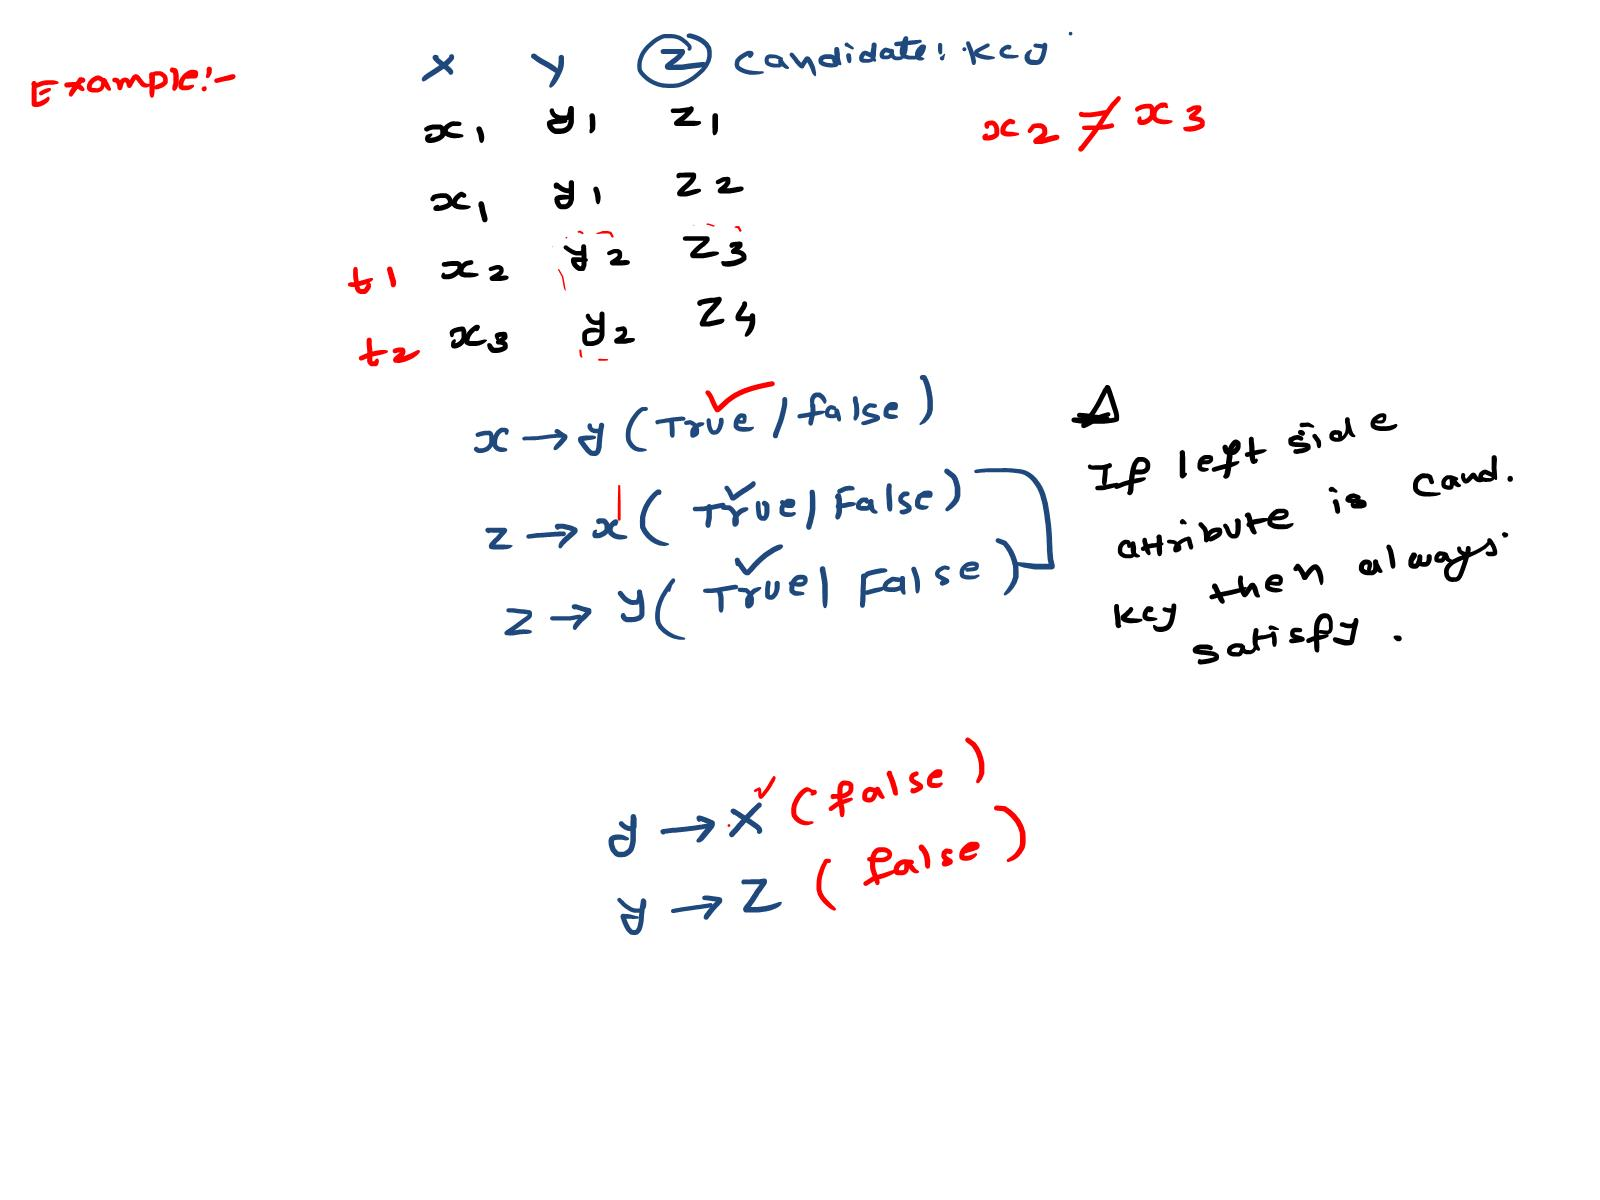 Example:-
X Y Z Candidate: Key
x1 y1 z1
x2 ≠ x3
x1 y1 z2
t1 x2 y2 z3
t2 x3 y2 z4
x → y (True / false)
z → x (True / False)
z → y (True | False)
If left side
attribute is cand.
key then always.
satisfy.
y → X (false)
y → Z (false)